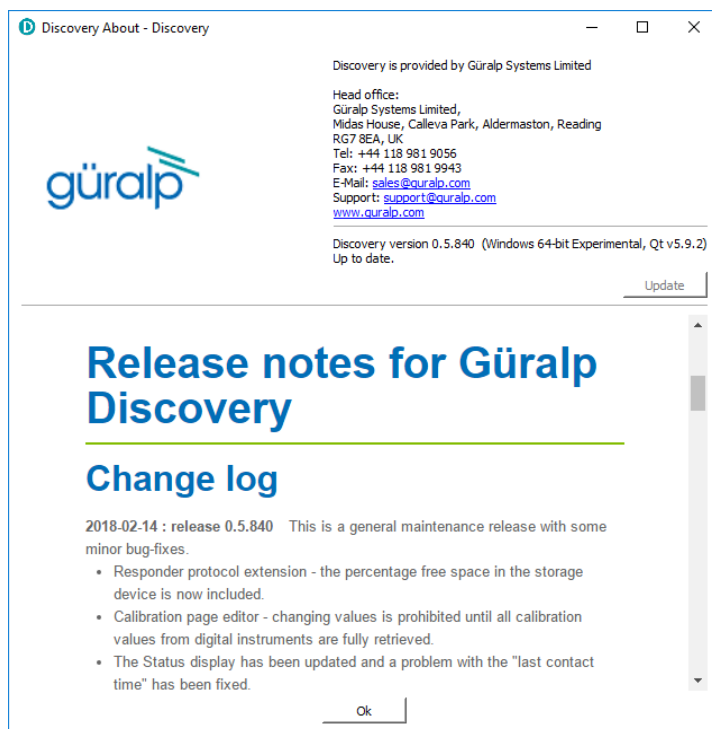 Discovery About - Discovery
güralp
Discovery is provided by Güralp Systems Limited
Head office:
Güralp Systems Limited,
Midas House, Calleva Park, Aldermaston, Reading
RG7 8EA, UK
Tel: +44 118 981 9056
Fax: +44 118 981 9943
E-Mail: sales@guralp.com
Support: support@guralp.com
www.guralp.com
Discovery version 0.5.840 (Windows 64-bit Experimental, Qt v5.9.2)
Up to date.
Update
Release notes for Güralp
Discovery
Change log
2018-02-14 : release 0.5.840 This is a general maintenance release with some
minor bug-fixes.
• Responder protocol extension - the percentage free space in the storage
device is now included.
• Calibration page editor - changing values is prohibited until all calibration
values from digital instruments are fully retrieved.
• The Status display has been updated and a problem with the "last contact
time" has been fixed.
Ok